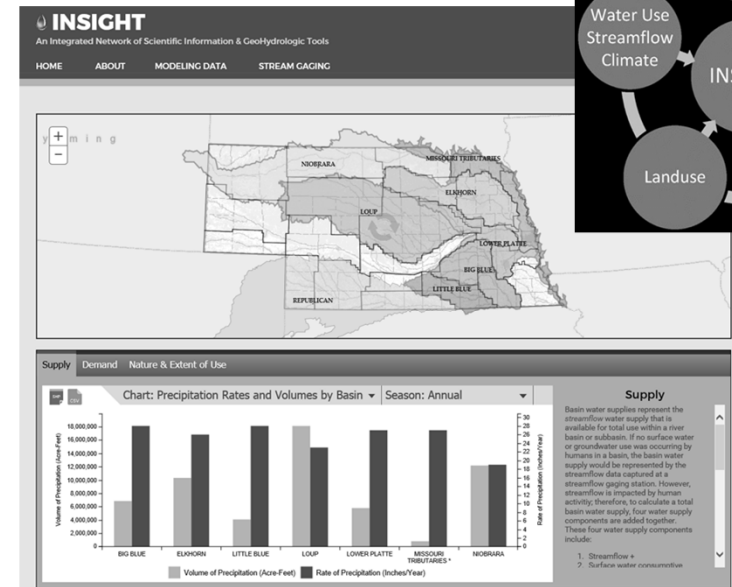 INSIGHT
An Integrated Network of Scientific Information & GeoHydrologic Tools
HOME ABOUT MODELING DATA STREAM GAGING
Water Use
Streamflow
Climate
Landuse
y m i n g
+
−
NIOBRARA
MISSOURI TRIBUTARIES
ELKHORN
LOUP
LOWER PLATTE
BIG BLUE
LITTLE BLUE
REPUBLICAN
Supply Demand Nature & Extent of Use
CSV
Chart: Precipitation Rates and Volumes by Basin Season: Annual
Volume of Precipitation (Acre-Feet)
18,000,000
16,000,000
14,000,000
12,000,000
10,000,000
8,000,000
6,000,000
4,000,000
2,000,000
0
30
28
26
24
22
20
18
16
14
12
10
8
6
4
2
0
Rate of Precipitation (Inches/Year)
BIG BLUE ELKHORN LITTLE BLUE LOUP LOWER PLATTE MISSOURI TRIBUTARIES * NIOBRARA
Volume of Precipitation (Acre-Feet) Rate of Precipitation (Inches/Year)
Supply
Basin water supplies represent the
streamflow water supply that is
available for total use within a river
basin or subbasin. If no surface water
or groundwater use was occurring by
humans in a basin, the basin water
supply would be represented by the
streamflow data captured at a
streamflow gaging station. However,
streamflow is impacted by human
activitiy; therefore, to calculate a total
basin water supply, four water supply
components are added together.
These four water supply components
include:
1. Streamflow +
2. Surface water consumptive